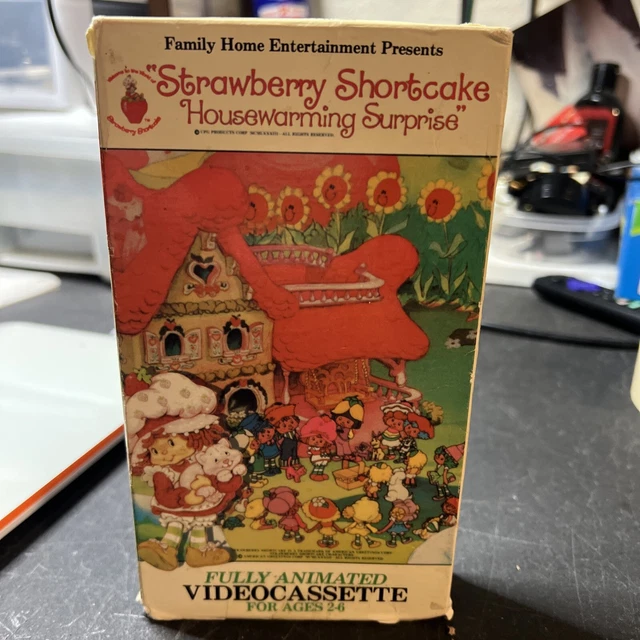 Family Home Entertainment Presents
"Strawberry Shortcake
Housewarming Surprise"
Strawberry Shortcake
FULLY ANIMATED
VIDEOCASSETTE
FOR AGES 2-6